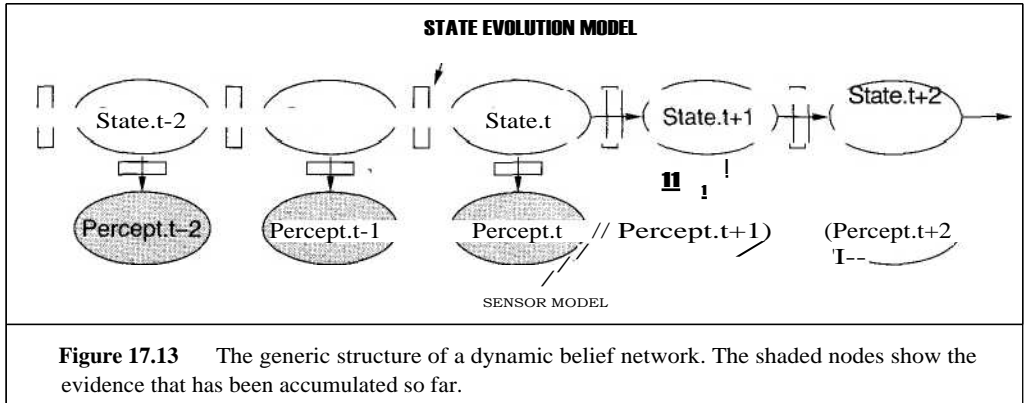 STATE EVOLUTION MODEL
State.t-2
State.t
State.t+1
State.t+2
11 1 !
Percept.t–2
Percept.t-1
Percept.t
// Percept.t+1)
(Percept.t+2
'I--
SENSOR MODEL
Figure 17.13 The generic structure of a dynamic belief network. The shaded nodes show the
evidence that has been accumulated so far.